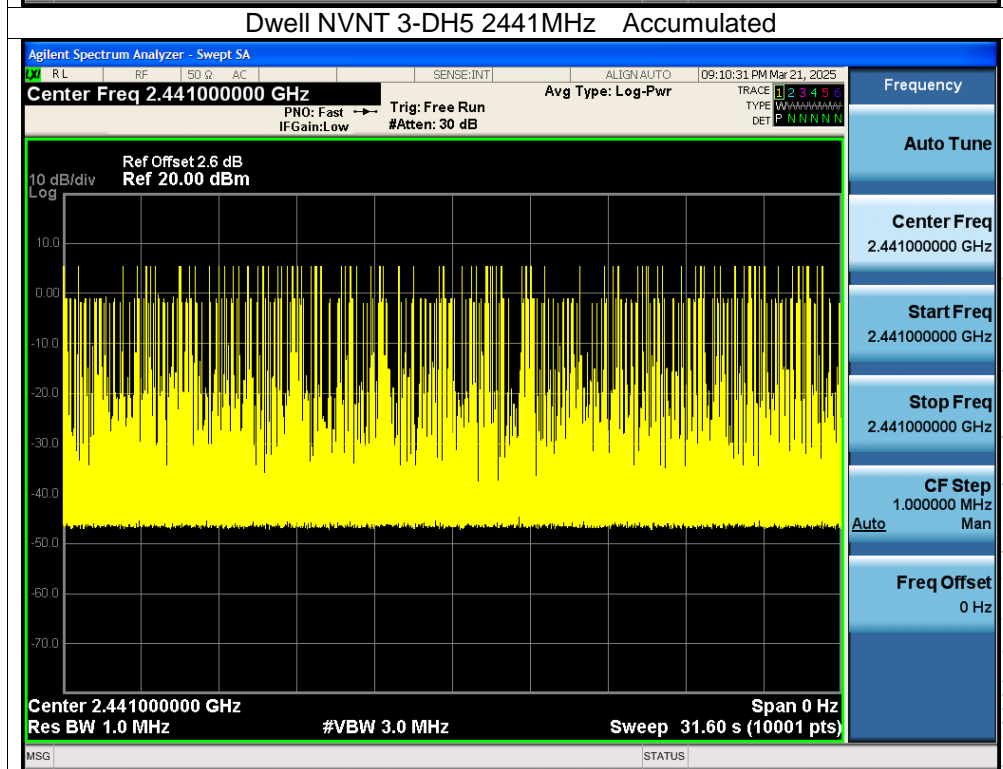 Dwell NVNT 3-DH5 2441MHz Accumulated
Agilent Spectrum Analyzer - Swept SA
LXI RL RF 50 Ω AC SENSE:INT ALIGN AUTO 09:10:31 PM Mar 21, 2025
Center Freq 2.441000000 GHz Avg Type: Log-Pwr TRACE 1 2 3 4 5 6
PNO: Fast Trig: Free Run TYPE WWWWWW
IFGain:Low #Atten: 30 dB DET P N N N N N
Ref Offset 2.6 dB
10 dB/div Ref 20.00 dBm
Log
10.0
0.00
-10.0
-20.0
-30.0
-40.0
-50.0
-60.0
-70.0
Center 2.441000000 GHz Span 0 Hz
Res BW 1.0 MHz #VBW 3.0 MHz Sweep 31.60 s (10001 pts)
MSG STATUS
Frequency
Auto Tune
Center Freq
2.441000000 GHz
Start Freq
2.441000000 GHz
Stop Freq
2.441000000 GHz
CF Step
1.000000 MHz
Auto Man
Freq Offset
0 Hz